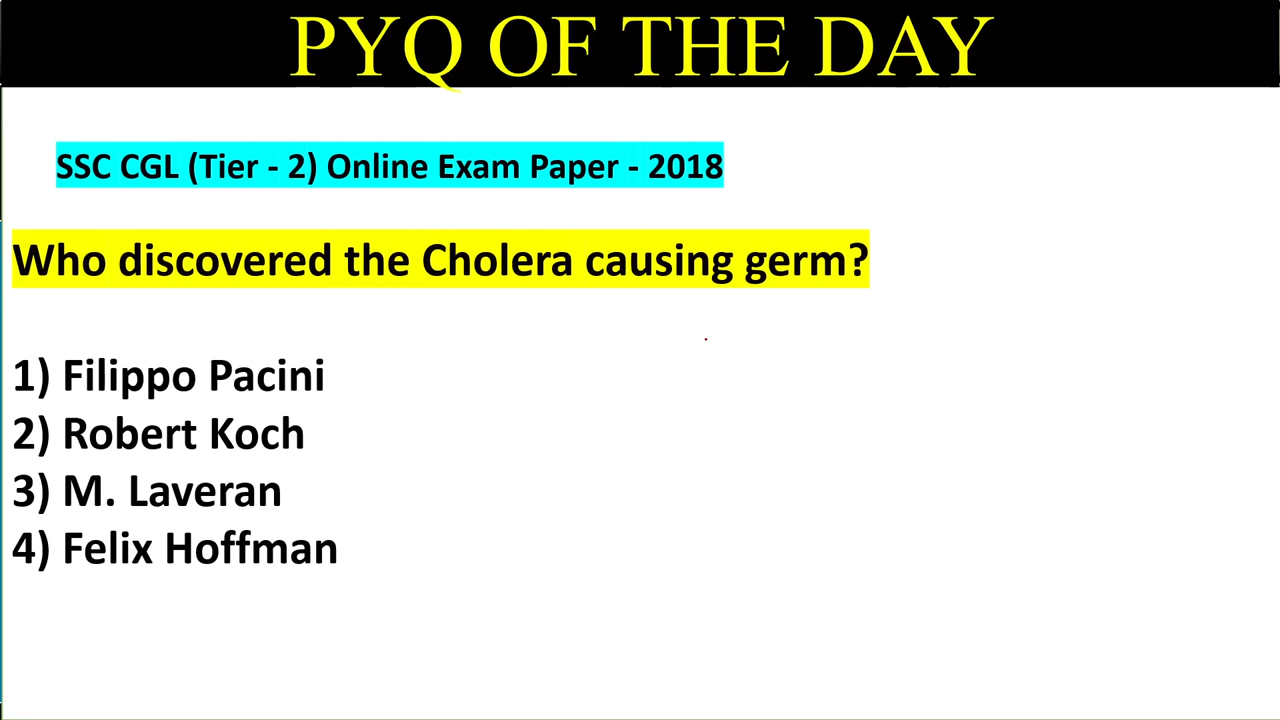 PYQ OF THE DAY
SSC CGL (Tier - 2) Online Exam Paper - 2018
Who discovered the Cholera causing germ?
1) Filippo Pacini
2) Robert Koch
3) M. Laveran
4) Felix Hoffman